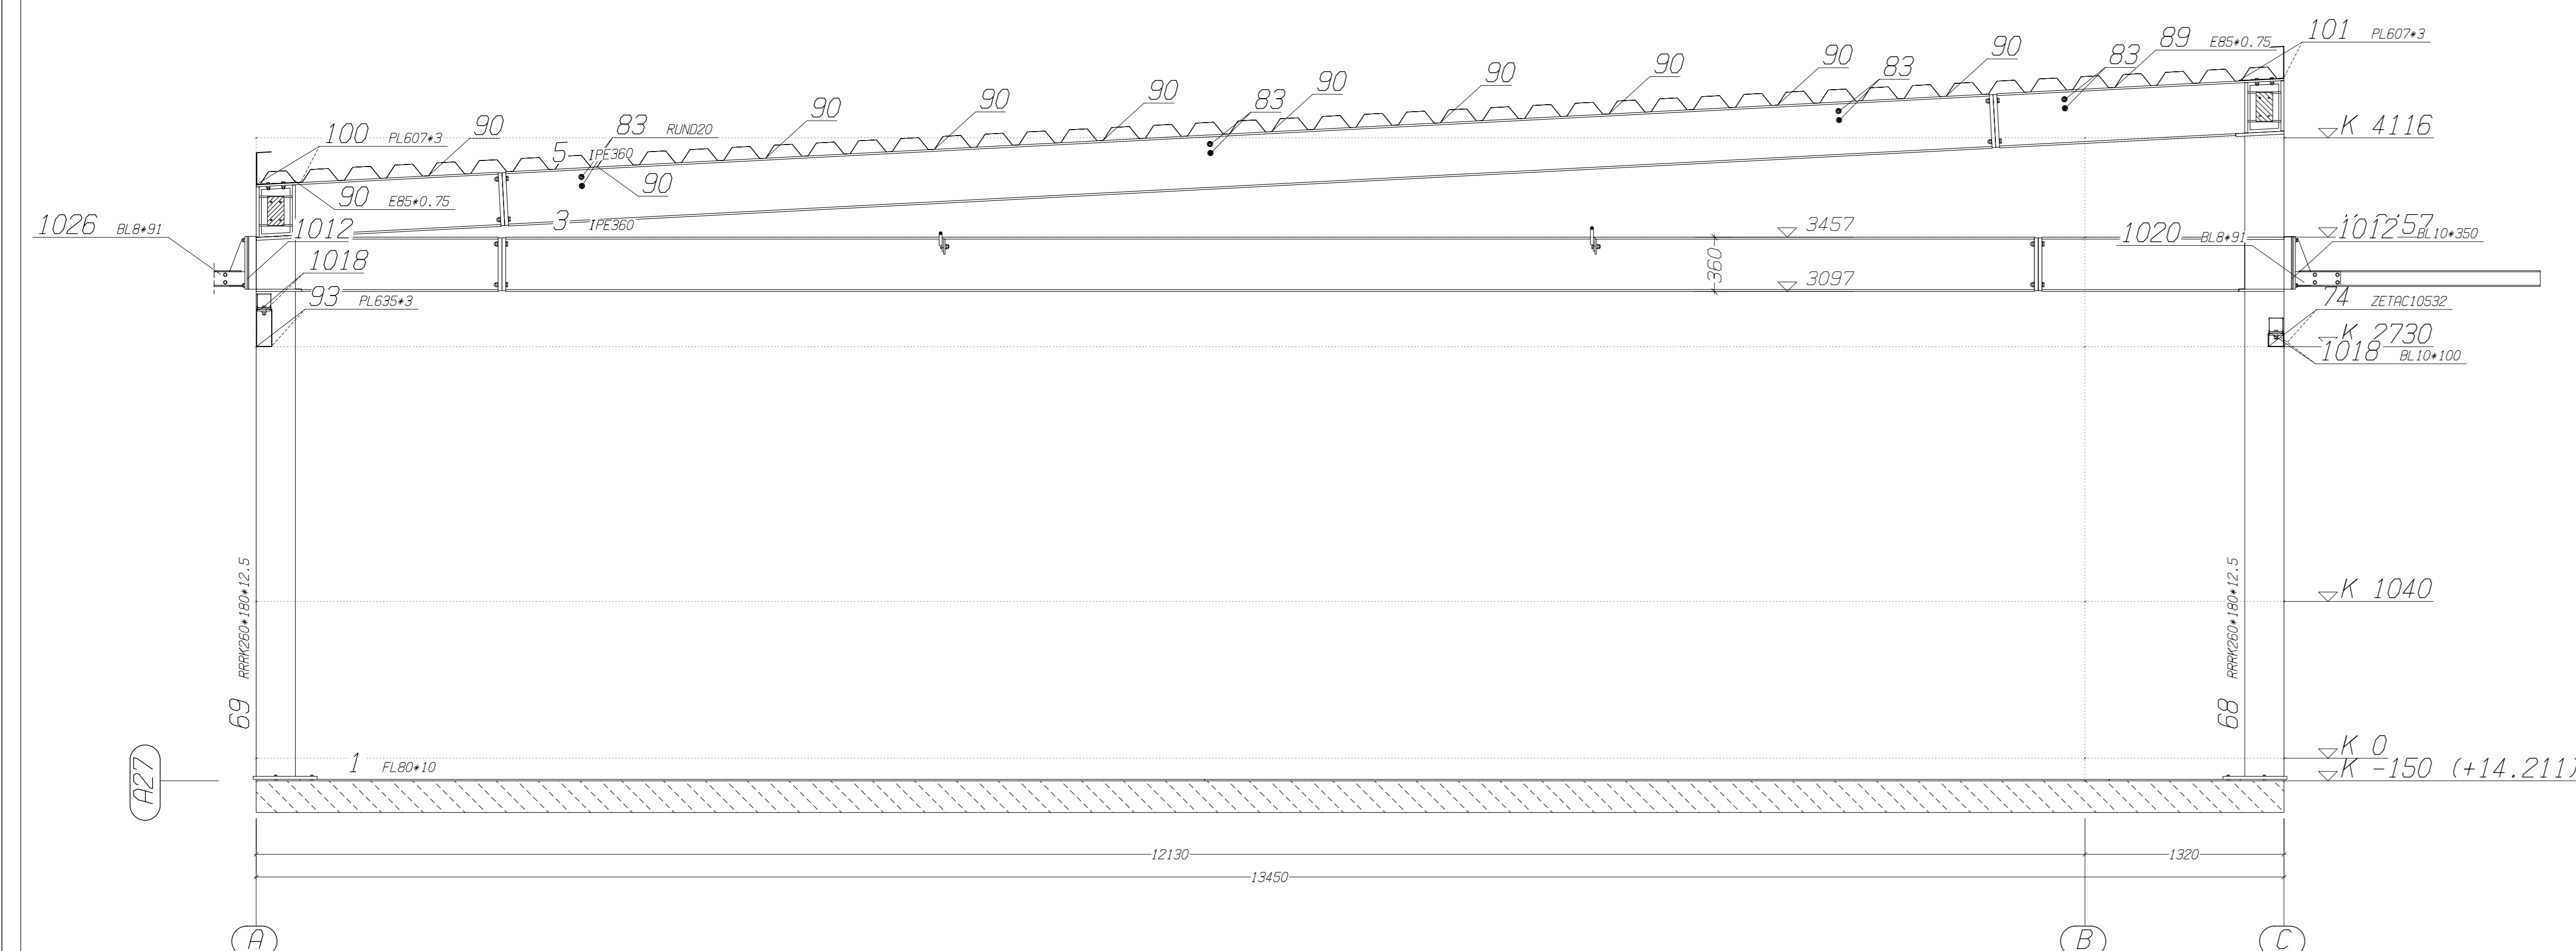 101 PL607*3
89 E85*0.75
83
90
83
90
90
90
90
83
90
90
90
83 RUND20
90
100 PL607*3
5 IPE360
90
90 E85*0.75
K 4116
3 IPE360
1026 BL8*91
1012
1018
93 PL635*3
3457
360
3097
1020 BL8*91
1012 BL10*350
74 ZETAC10532
K 2730
1018 BL10*100
K 1040
69 RRRK260*180*12.5
68 RRRK260*180*12.5
K 0
K -150 (+14.211)
1 FL80*10
A27
12130
1320
13450
A
B
C